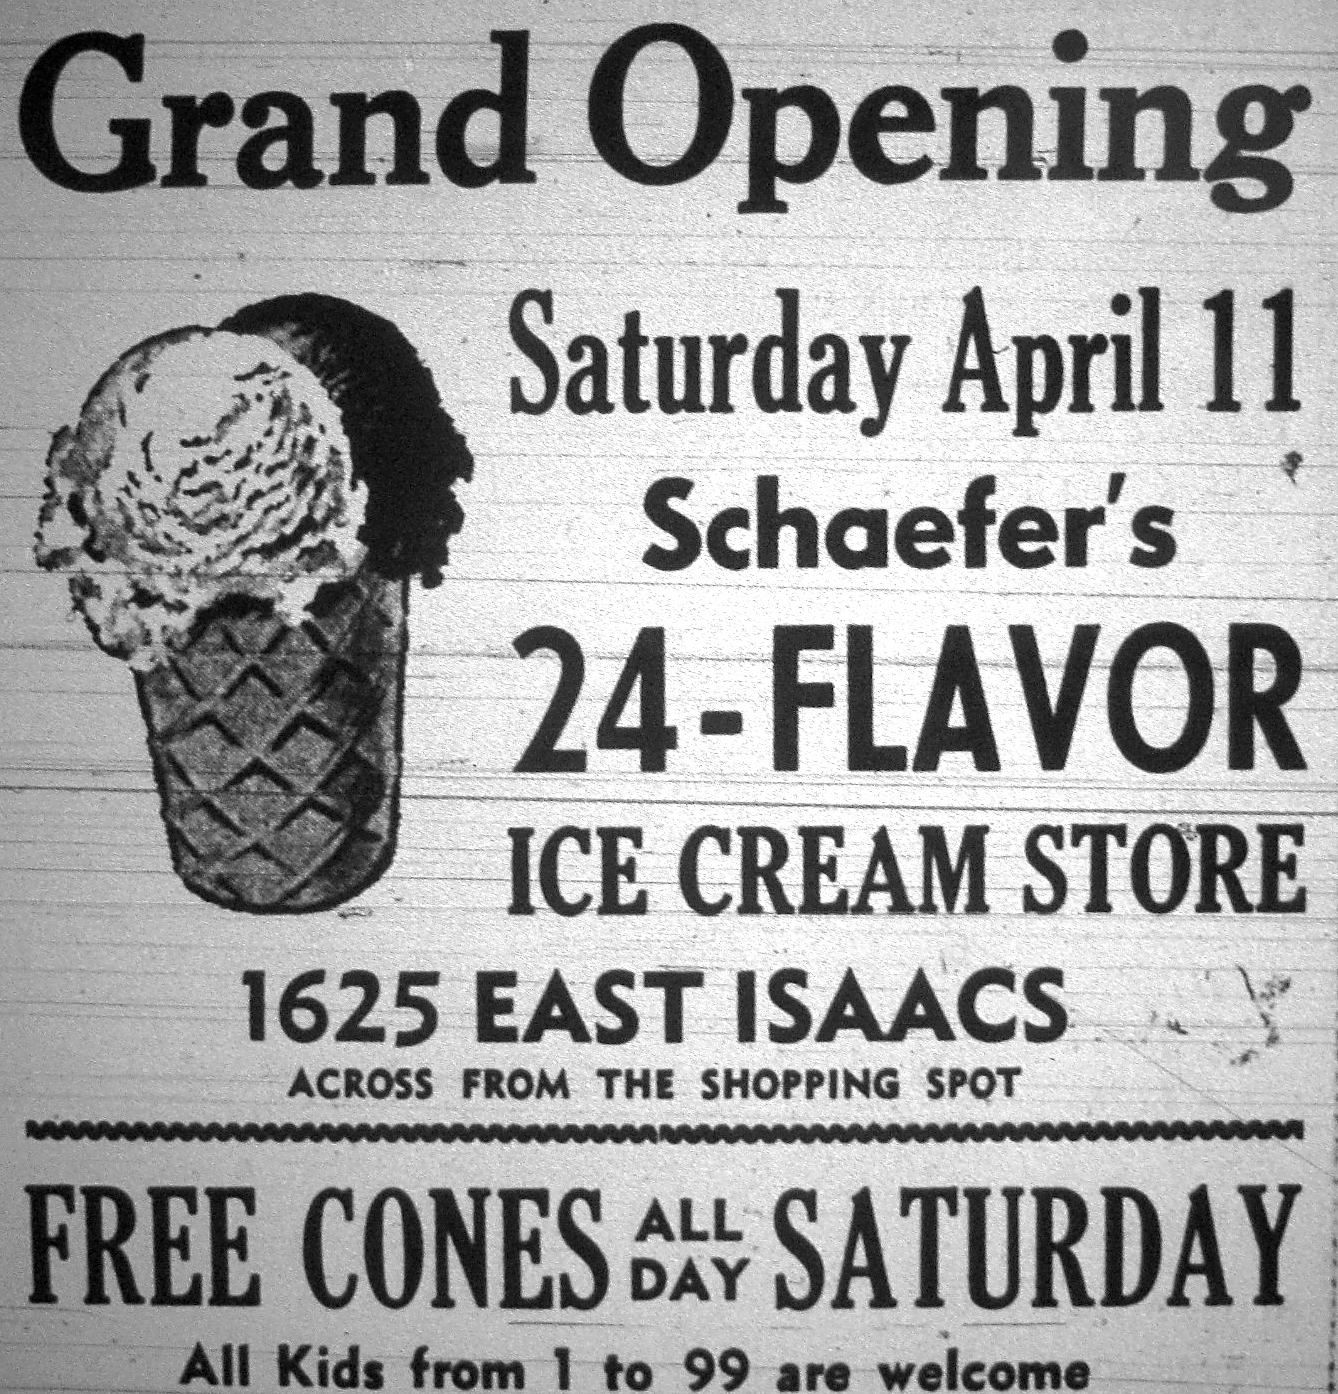 Grand Opening
Saturday April 11
Schaefer's
24-FLAVOR
ICE CREAM STORE
1625 EAST ISAACS
ACROSS FROM THE SHOPPING SPOT
FREE CONES ALL DAY SATURDAY
All Kids from 1 to 99 are welcome